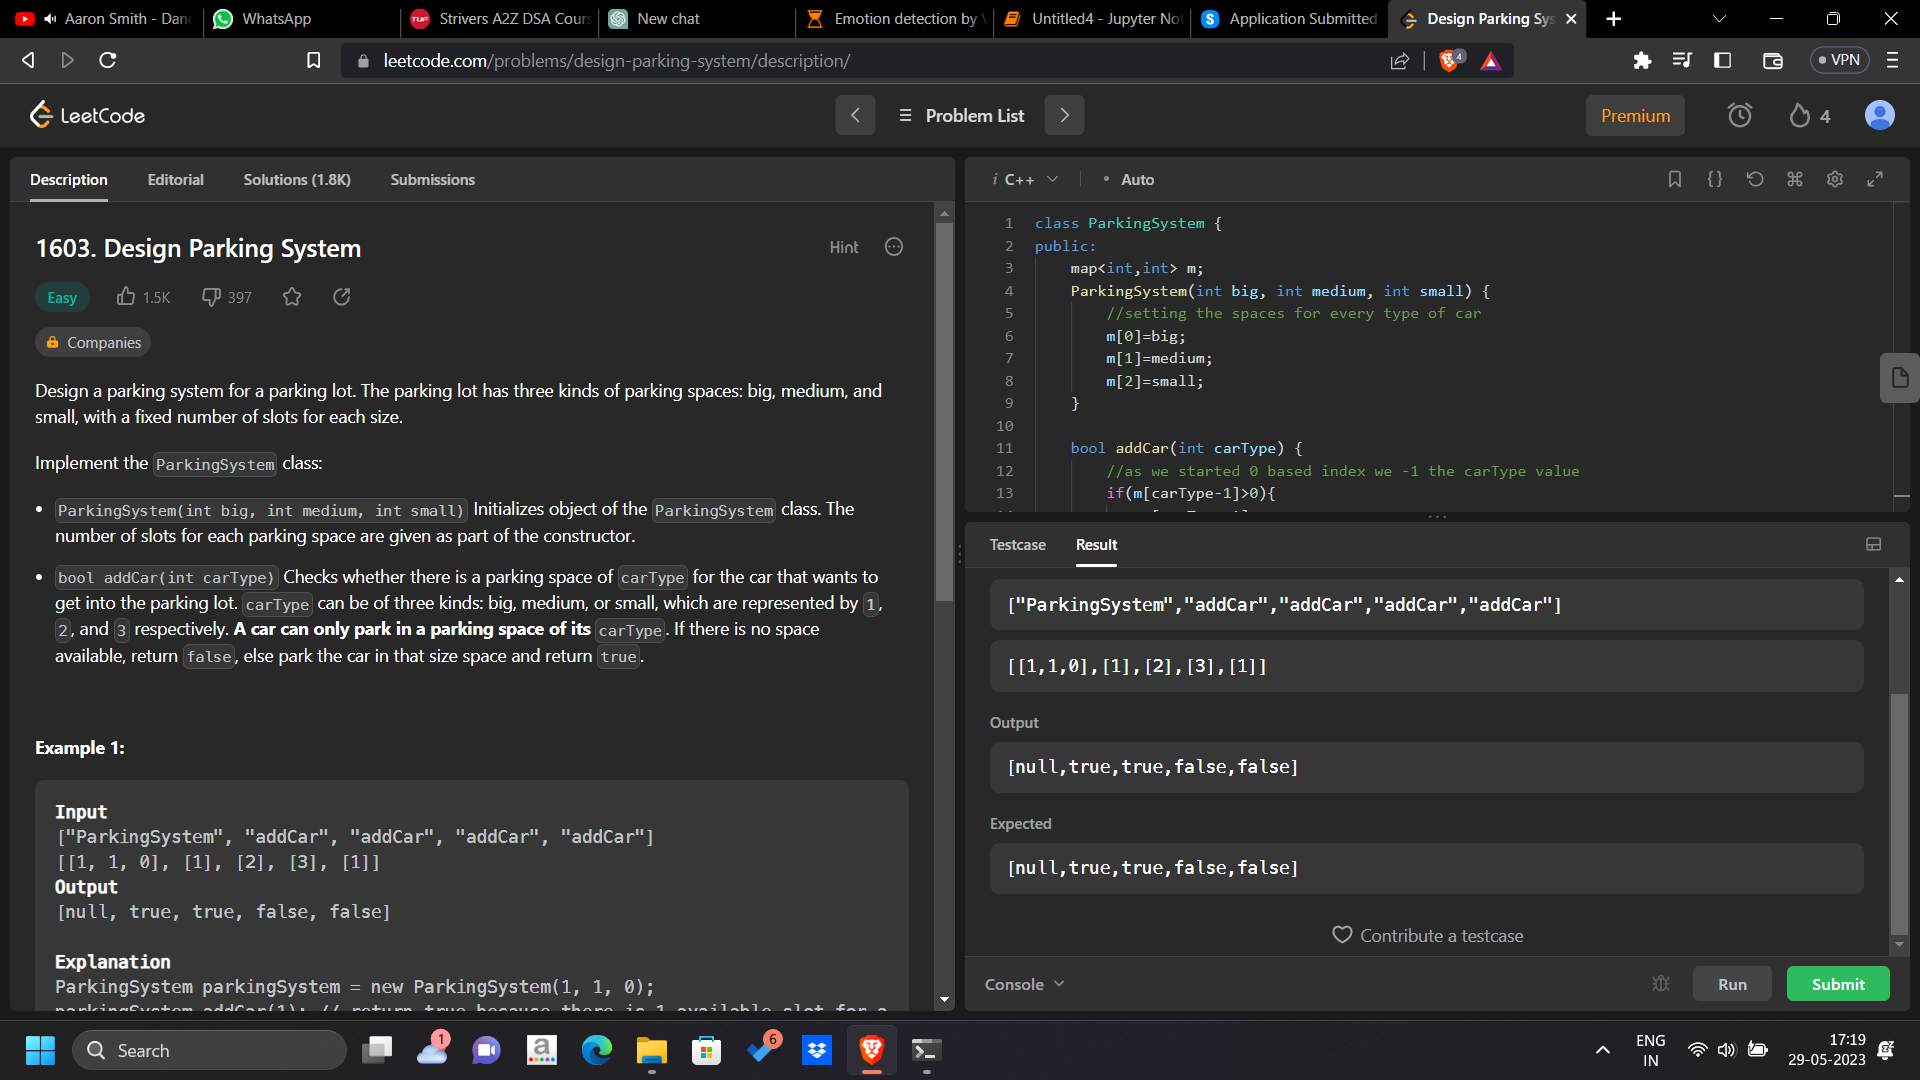 Aaron Smith - Danc
WhatsApp
Strivers A2Z DSA Cours
New chat
Emotion detection by
Untitled4 - Jupyter Not
Application Submitted
Design Parking Sys
leetcode.com/problems/design-parking-system/description/
4
VPN
LeetCode
Problem List
Premium
4
Description
Editorial
Solutions (1.8K)
Submissions
1603. Design Parking System
Hint
Easy
1.5K
397
Companies
Design a parking system for a parking lot. The parking lot has three kinds of parking spaces: big, medium, and
small, with a fixed number of slots for each size.
Implement the ParkingSystem class:
• ParkingSystem(int big, int medium, int small) Initializes object of the ParkingSystem class. The
number of slots for each parking space are given as part of the constructor.
• bool addCar(int carType) Checks whether there is a parking space of carType for the car that wants to
get into the parking lot. carType can be of three kinds: big, medium, or small, which are represented by 1,
2, and 3 respectively. A car can only park in a parking space of its carType. If there is no space
available, return false, else park the car in that size space and return true.
Example 1:
Input
["ParkingSystem", "addCar", "addCar", "addCar", "addCar"]
[[1, 1, 0], [1], [2], [3], [1]]
Output
[null, true, true, false, false]
Explanation
ParkingSystem parkingSystem = new ParkingSystem(1, 1, 0);
parkingSystem.addCar(1); // return true because there is 1 available slot for a
i C++
• Auto
1 class ParkingSystem {
2 public:
3 map<int,int> m;
4 ParkingSystem(int big, int medium, int small) {
5 //setting the spaces for every type of car
6 m[0]=big;
7 m[1]=medium;
8 m[2]=small;
9 }
10
11 bool addCar(int carType) {
12 //as we started 0 based index we -1 the carType value
13 if(m[carType-1]>0){
Testcase
Result
["ParkingSystem","addCar","addCar","addCar","addCar"]
[[1,1,0],[1],[2],[3],[1]]
Output
[null,true,true,false,false]
Expected
[null,true,true,false,false]
Contribute a testcase
Console
Run
Submit
Search
1
a
6
ENG
IN
17:19
29-05-2023